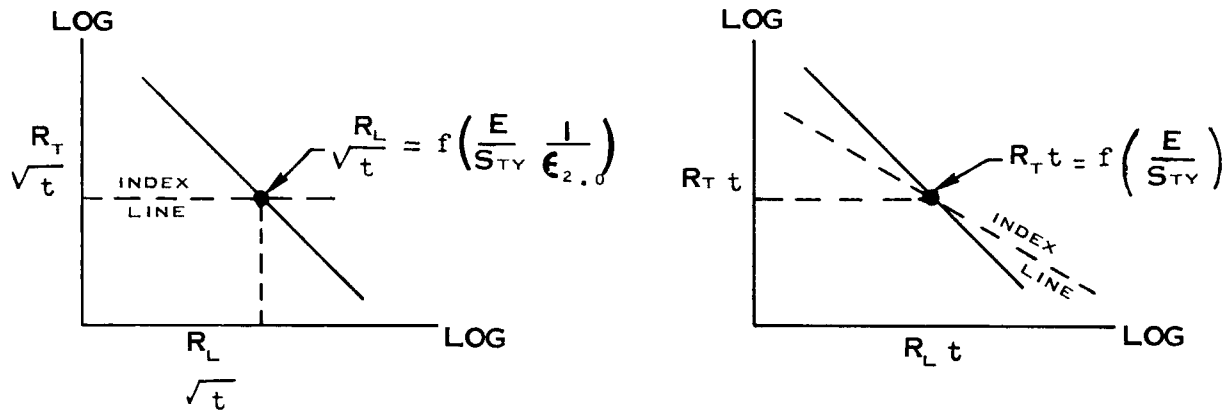 LOG
R_T
√t
INDEX
LINE
R_L/√t = f(E/S_TY 1/ϵ_2.0)
LOG
R_L
√t
LOG
R_T t
R_T t = f(E/S_TY)
INDEX
LINE
R_L t
LOG